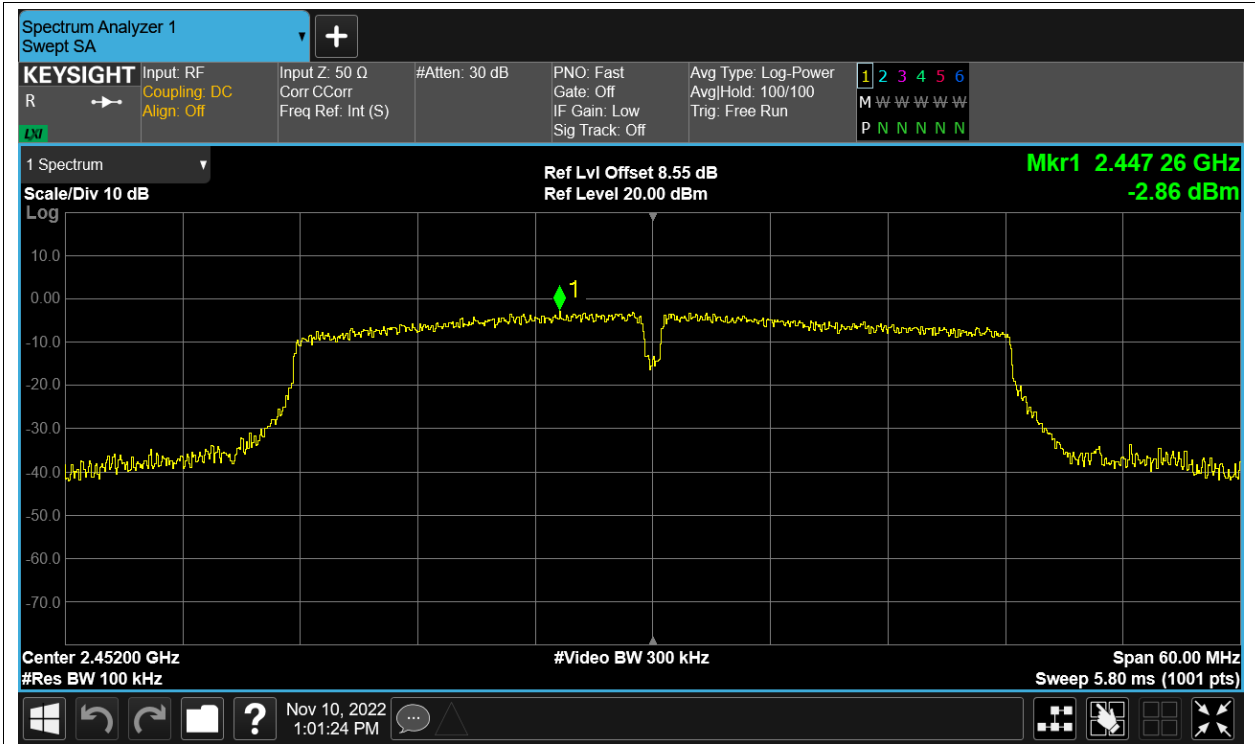 Spectrum Analyzer 1
Swept SA
KEYSIGHT
R
LXI
Input: RF
Coupling: DC
Align: Off
Input Z: 50 Ω
Corr CCorr
Freq Ref: Int (S)
#Atten: 30 dB
PNO: Fast
Gate: Off
IF Gain: Low
Sig Track: Off
Avg Type: Log-Power
Avg|Hold: 100/100
Trig: Free Run
1 2 3 4 5 6
M W W W W W
P N N N N N
1 Spectrum
Scale/Div 10 dB
Log
Ref Lvl Offset 8.55 dB
Ref Level 20.00 dBm
Mkr1 2.447 26 GHz
-2.86 dBm
10.0
0.00
1
-10.0
-20.0
-30.0
-40.0
-50.0
-60.0
-70.0
Center 2.45200 GHz
#Res BW 100 kHz
#Video BW 300 kHz
Span 60.00 MHz
Sweep 5.80 ms (1001 pts)
?
Nov 10, 2022
1:01:24 PM